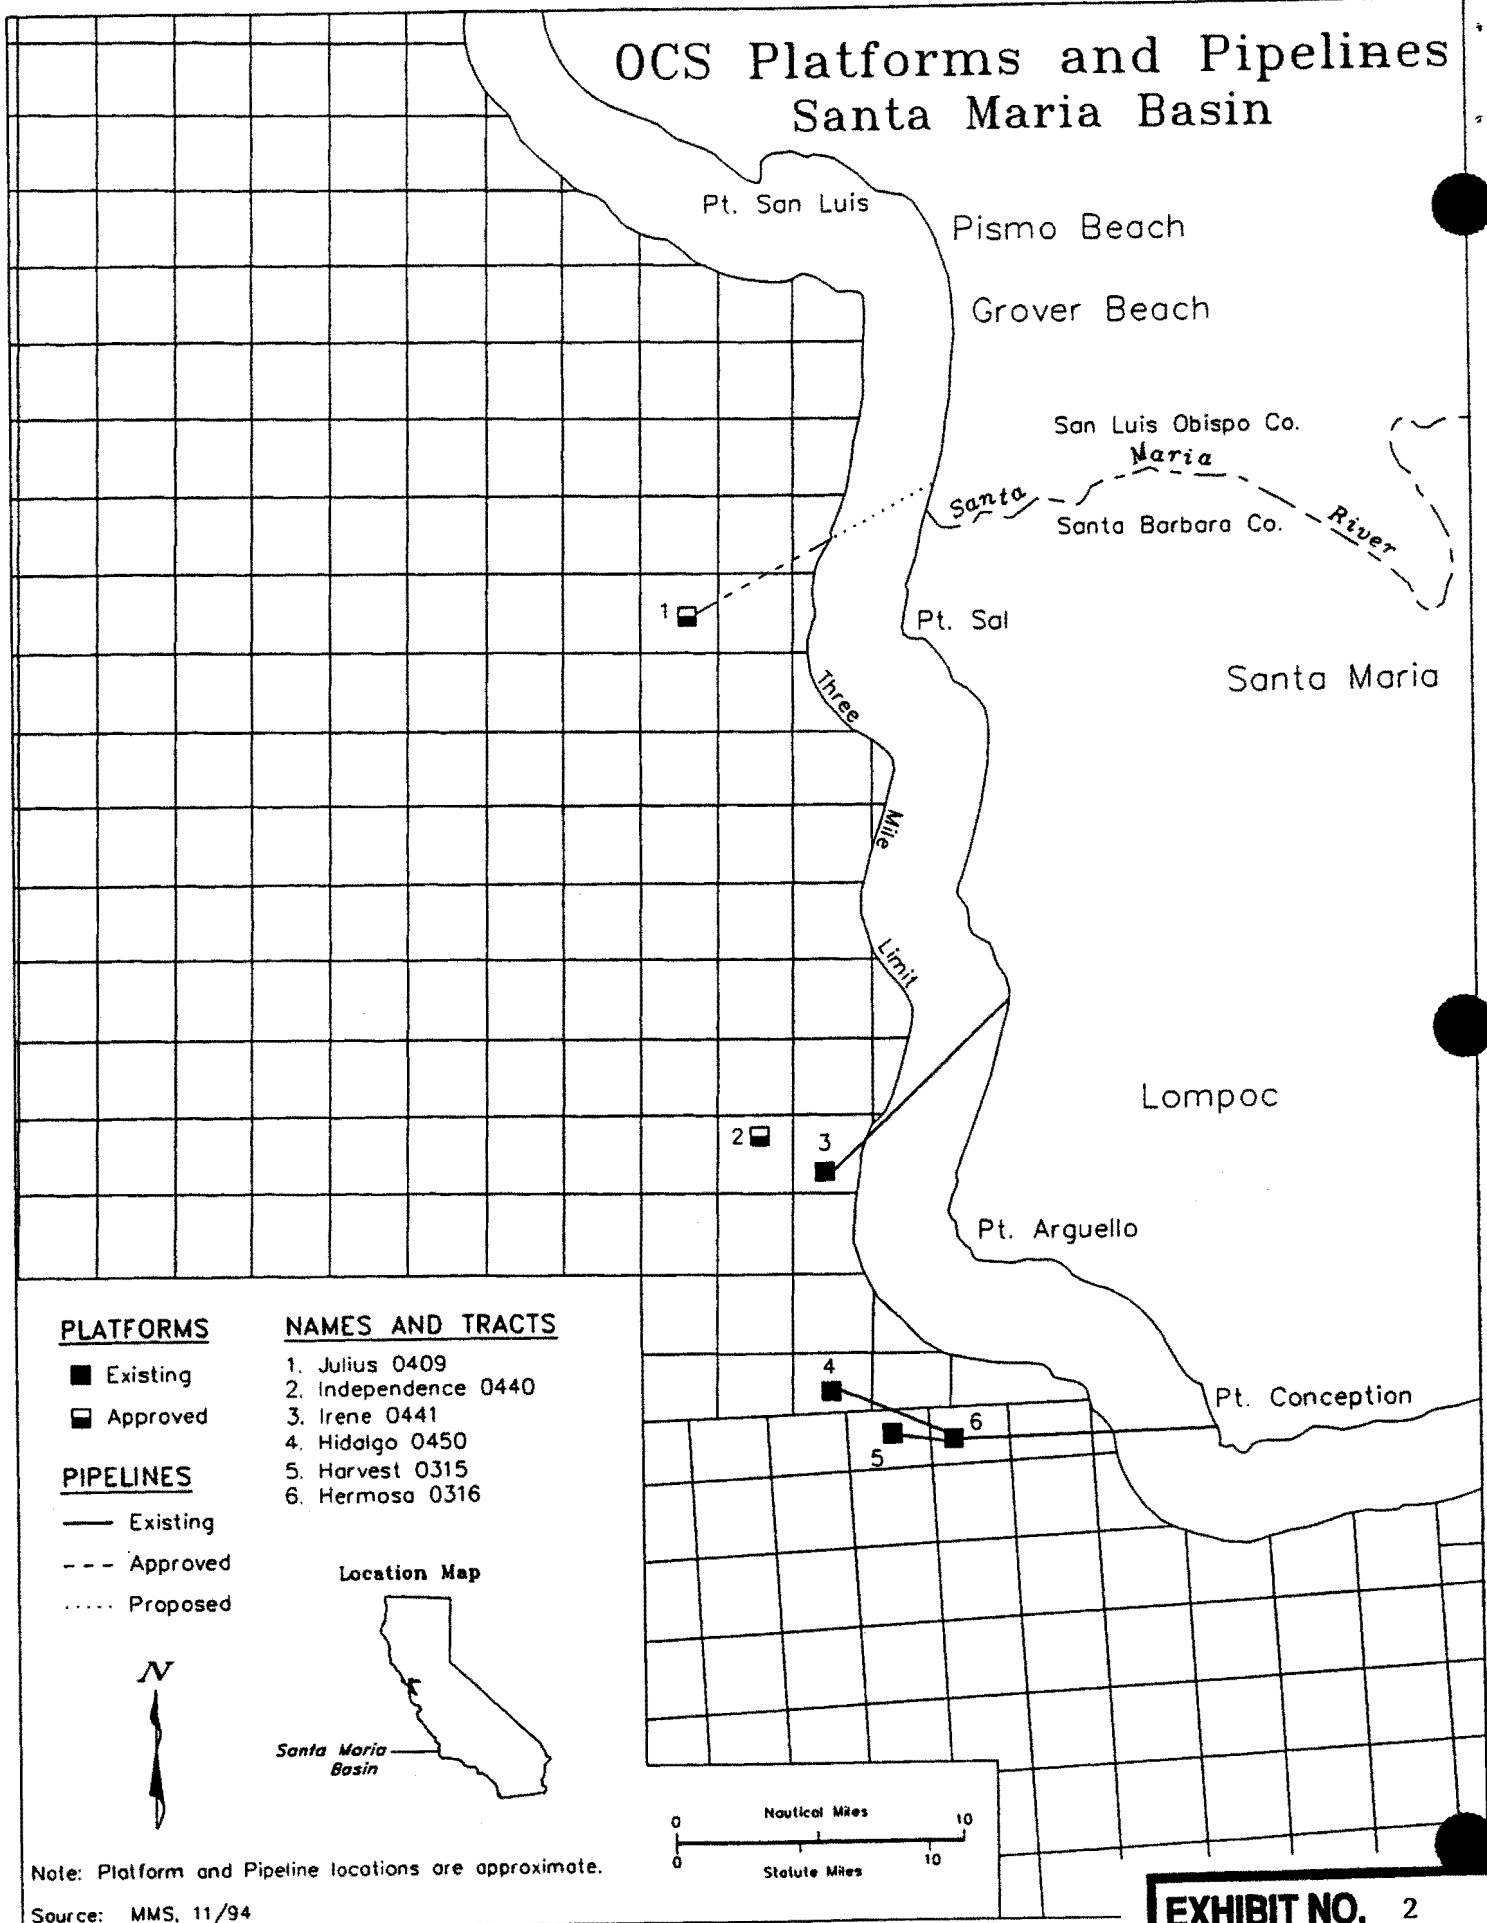 OCS Platforms and Pipelines
Santa Maria Basin
Pt. San Luis
Pismo Beach
Grover Beach
San Luis Obispo Co.
Santa Maria River
Santa Barbara Co.
1
Pt. Sal
Santa Maria
Three Mile Limit
Lompoc
2
3
Pt. Arguello
4
Pt. Conception
5
6
PLATFORMS
Existing
Approved
PIPELINES
Existing
Approved
Proposed
NAMES AND TRACTS
1. Julius 0409
2. Independence 0440
3. Irene 0441
4. Hidalgo 0450
5. Harvest 0315
6. Hermosa 0316
Location Map
Santa Maria
Basin
N
0 Nautical Miles 10
0 Statute Miles 10
Note: Platform and Pipeline locations are approximate.
Source: MMS, 11/94
EXHIBIT NO. 2